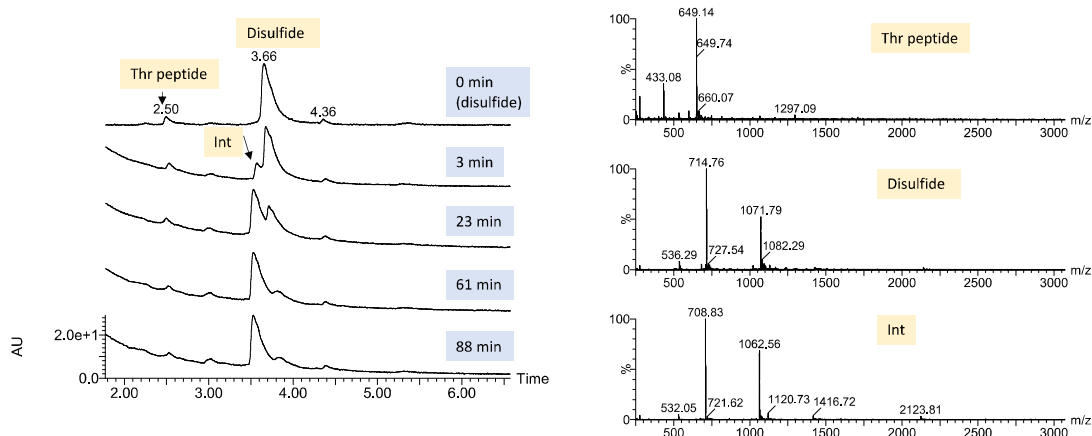 Disulfide
3.66
Thr peptide
2.50
4.36
0 min
(disulfide)
Int
3 min
23 min
61 min
88 min
AU
2.0e+1
0.0
2.00 3.00 4.00 5.00 6.00
Time
100
%
0
649.14
649.74
433.08
660.07
1297.09
Thr peptide
500 1000 1500 2000 2500 3000
m/z
100
%
0
714.76
1071.79
536.29
727.54
1082.29
Disulfide
500 1000 1500 2000 2500 3000
m/z
100
%
0
708.83
1062.56
532.05
721.62
1120.73
1416.72
2123.81
Int
500 1000 1500 2000 2500 3000
m/z